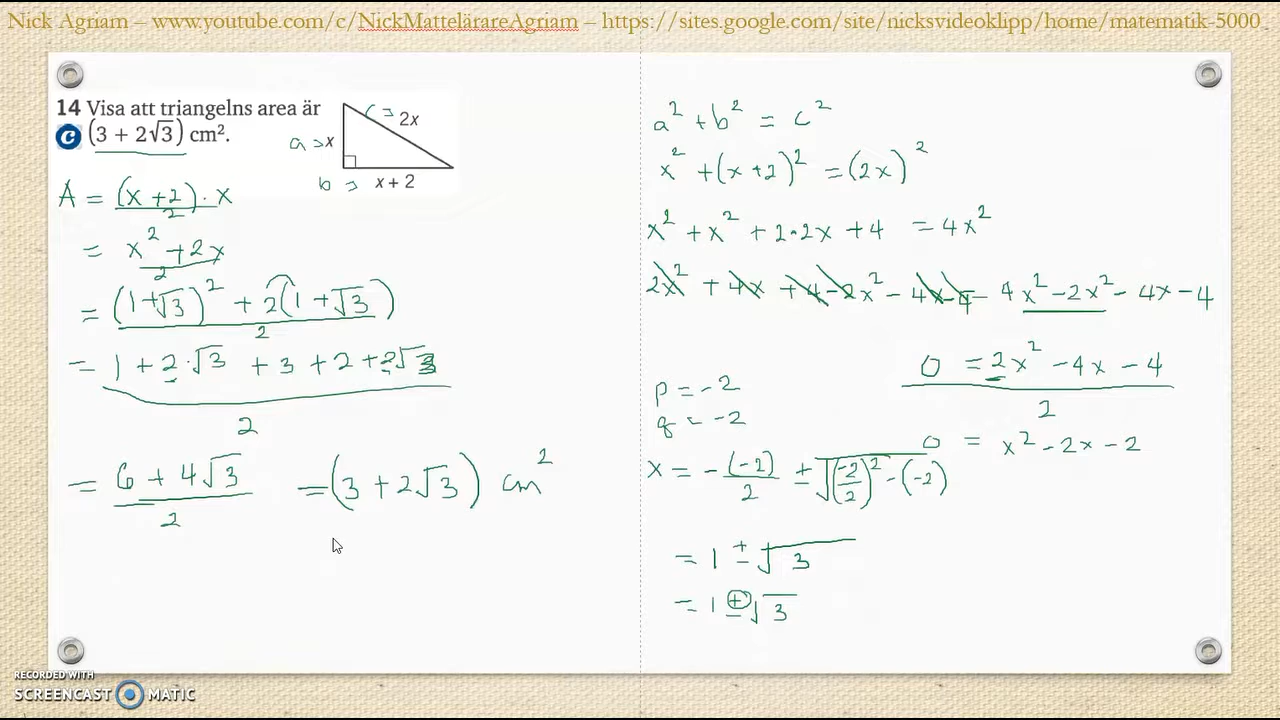 Nick Agriam – www.youtube.com/c/NickMattelärareAgriam – https://sites.google.com/site/nicksvideoklipp/home/matematik-5000
14 Visa att triangelns area är
C (3 + 2√3) cm².
c = 2x
a = x
b = x + 2
A = (x+2)·x / 2
= x² + 2x / 2
= (1+√3)² + 2(1+√3) / 2
= 1 + 2·√3 + 3 + 2 + 2√3 / 2
= 6 + 4√3 / 2 = (3 + 2√3) cm²
a² + b² = c²
x² + (x+2)² = (2x)²
x² + x² + 2·2x + 4 = 4x²
2x² + 4x + 4 - 2x² - 4x - 4 = 4x² - 2x² - 4x - 4
0 = 2x² - 4x - 4 / 2
p = -2
q = -2
0 = x² - 2x - 2
x = - (-2)/2 ± √((-2/2)² - (-2))
= 1 ± √3
= 1 ± √3
RECORDED WITH
SCREENCAST MATIC